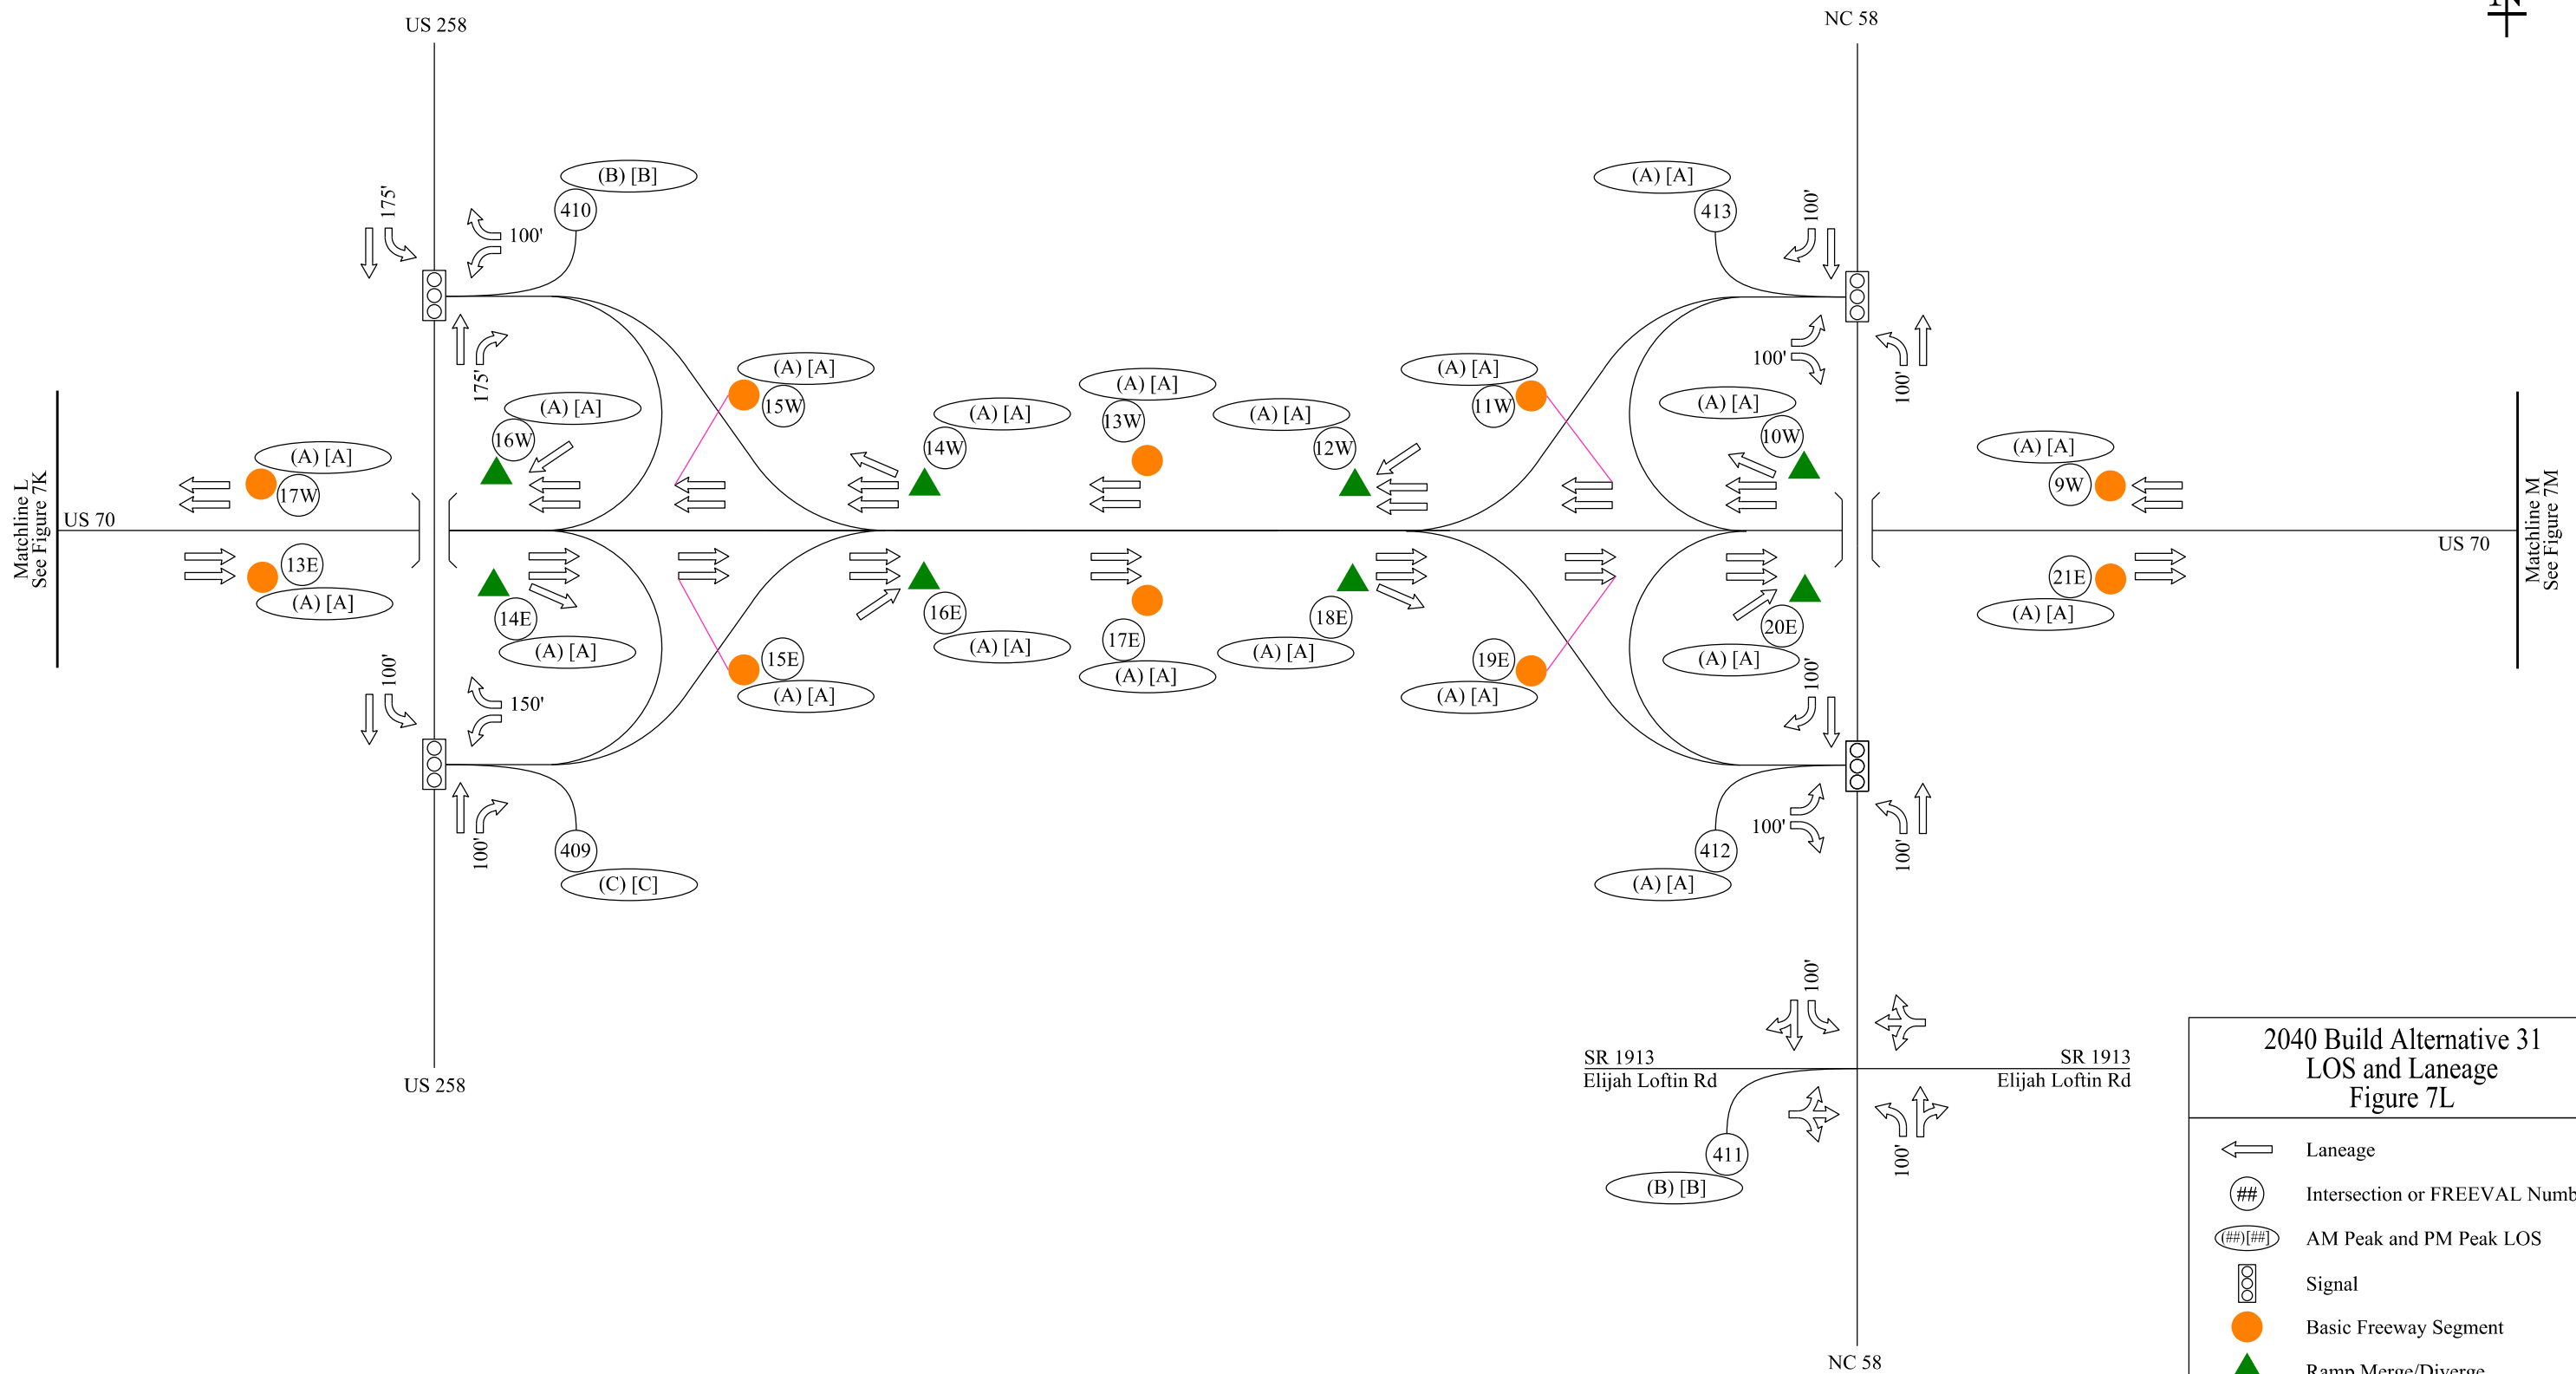 US 258
NC 58
N
(B) [B]
410
175'
100'
175'
(A) [A]
413
100'
100'
100'
(A) [A]
15W
(A) [A]
16W
(A) [A]
14W
(A) [A]
13W
(A) [A]
12W
(A) [A]
11W
(A) [A]
10W
(A) [A]
9W
(A) [A]
17W
Matchline L
See Figure 7K
US 70
US 70
Matchline M
See Figure 7M
13E
(A) [A]
14E
(A) [A]
15E
(A) [A]
16E
(A) [A]
17E
(A) [A]
18E
(A) [A]
19E
(A) [A]
20E
(A) [A]
21E
(A) [A]
100'
150'
100'
409
(C) [C]
100'
100'
100'
412
(A) [A]
US 258
100'
SR 1913
Elijah Loftin Rd
SR 1913
Elijah Loftin Rd
100'
411
(B) [B]
NC 58
2040 Build Alternative 31
LOS and Laneage
Figure 7L
Laneage
##
Intersection or FREEVAL Numb
(##)[##]
AM Peak and PM Peak LOS
Signal
Basic Freeway Segment
Ramp Merge/Diverge